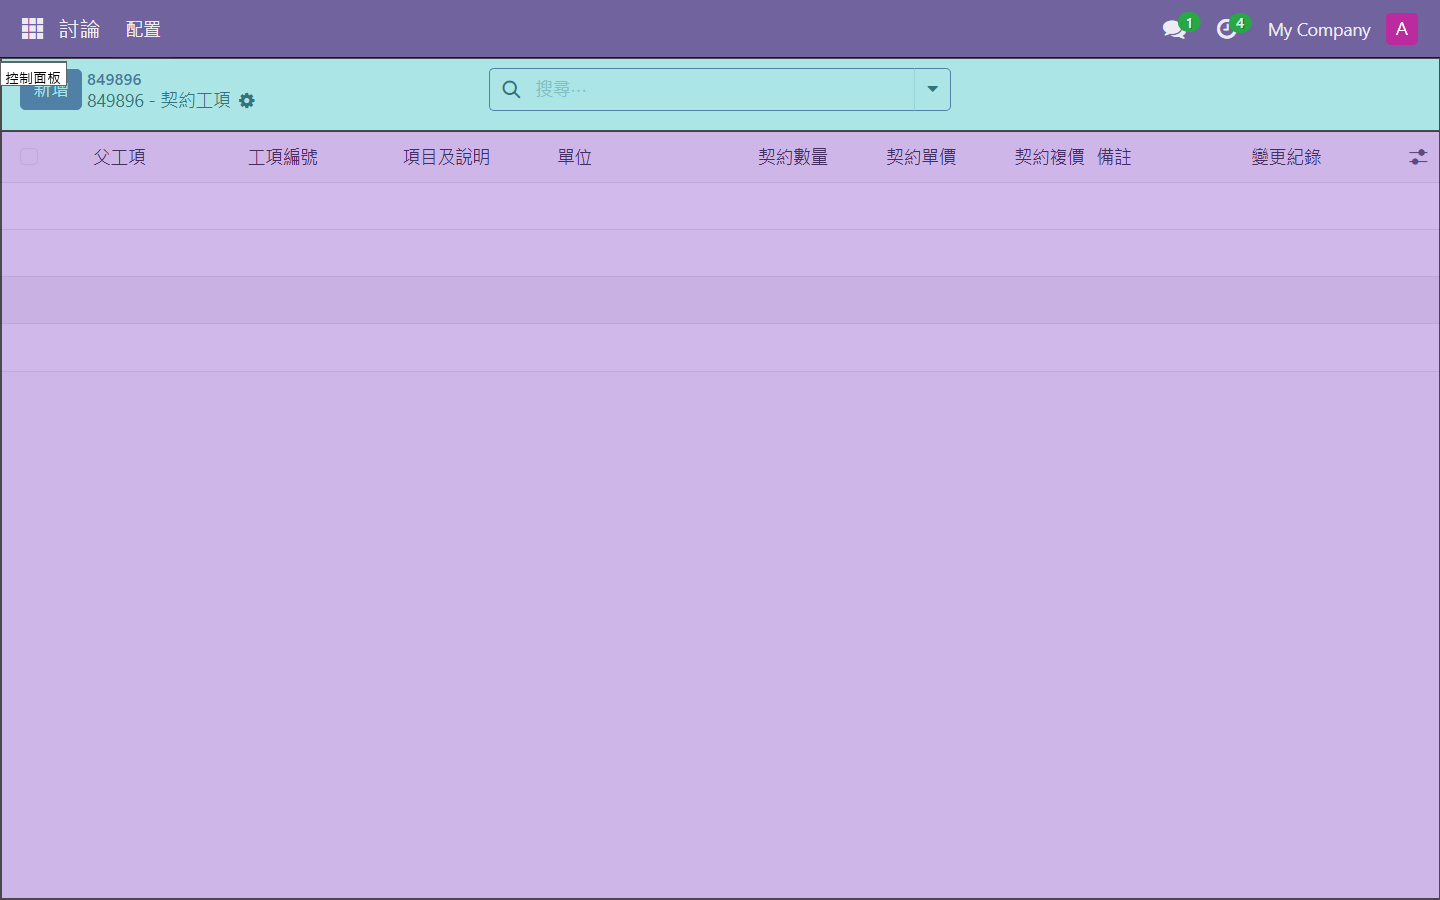 討論 配置 1 4 My Company A
控制面板
新增
849896
849896 - 契約工項
搜尋...
父工項 工項編號 項目及說明 單位 契約數量 契約單價 契約複價 備註 變更紀錄